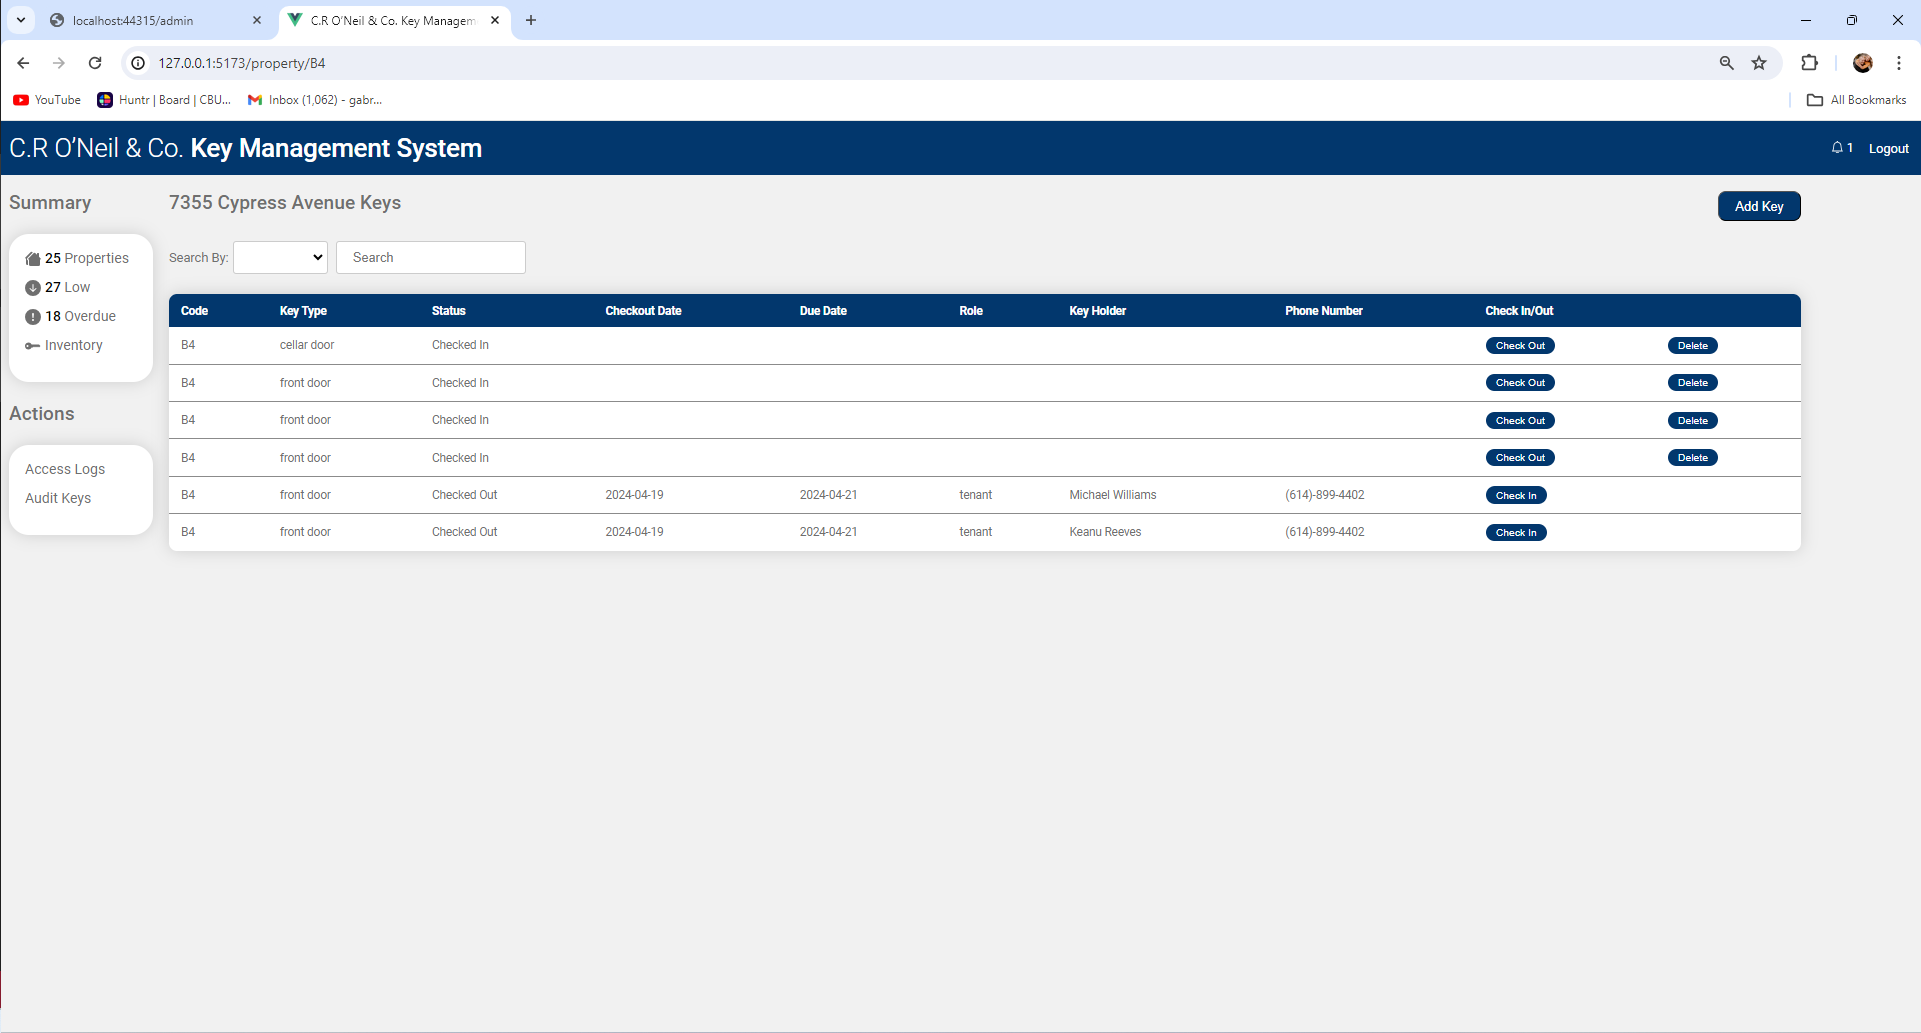 localhost:44315/admin
C.R O'Neil & Co. Key Managem
127.0.0.1:5173/property/B4
YouTube
Huntr | Board | CBU...
Inbox (1,062) - gabr...
All Bookmarks
C.R O'Neil & Co. Key Management System
1
Logout
Summary
25 Properties
27 Low
18 Overdue
Inventory
Actions
Access Logs
Audit Keys
7355 Cypress Avenue Keys
Add Key
Search By:
Search
Code Key Type Status Checkout Date Due Date Role Key Holder Phone Number Check In/Out
B4 cellar door Checked In Check Out Delete
B4 front door Checked In Check Out Delete
B4 front door Checked In Check Out Delete
B4 front door Checked In Check Out Delete
B4 front door Checked Out 2024-04-19 2024-04-21 tenant Michael Williams (614)-899-4402 Check In
B4 front door Checked Out 2024-04-19 2024-04-21 tenant Keanu Reeves (614)-899-4402 Check In